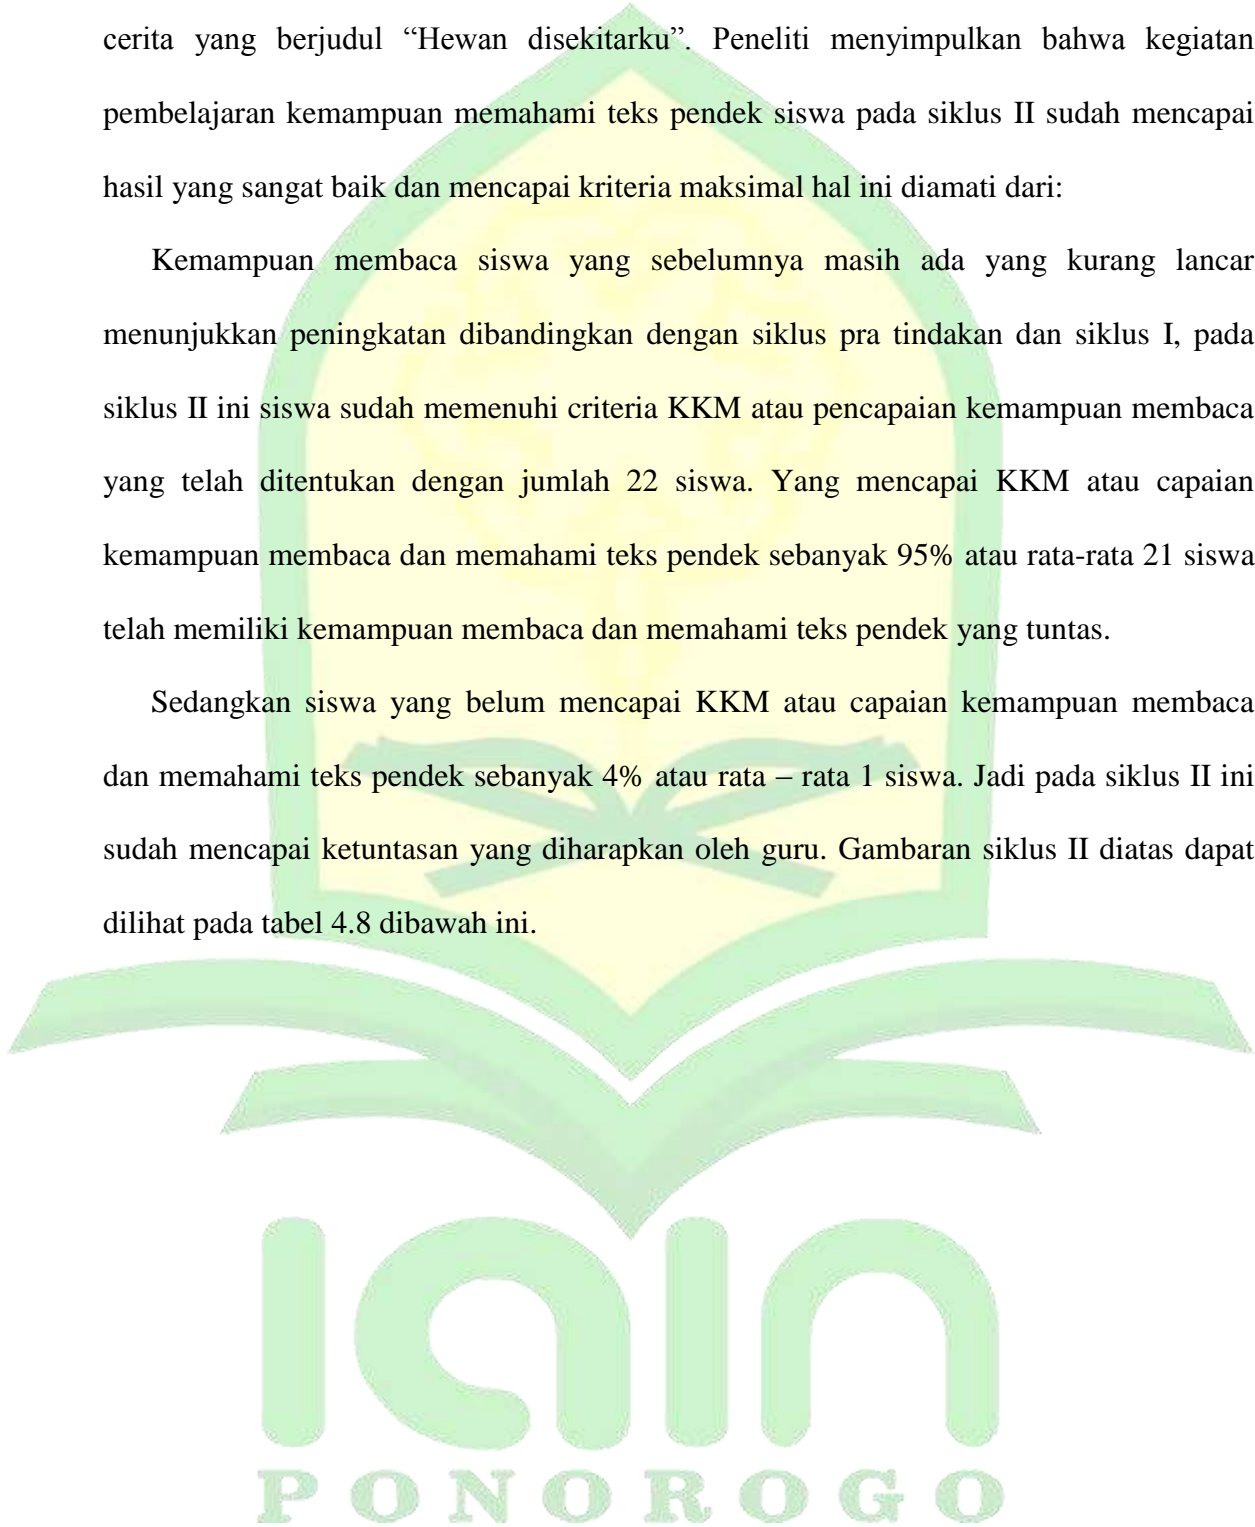 cerita yang berjudul “Hewan disekitarku”. Peneliti menyimpulkan bahwa kegiatan
pembelajaran kemampuan memahami teks pendek siswa pada siklus II sudah mencapai
hasil yang sangat baik dan mencapai kriteria maksimal hal ini diamati dari:
Kemampuan membaca siswa yang sebelumnya masih ada yang kurang lancar
menunjukkan peningkatan dibandingkan dengan siklus pra tindakan dan siklus I, pada
siklus II ini siswa sudah memenuhi criteria KKM atau pencapaian kemampuan membaca
yang telah ditentukan dengan jumlah 22 siswa. Yang mencapai KKM atau capaian
kemampuan membaca dan memahami teks pendek sebanyak 95% atau rata-rata 21 siswa
telah memiliki kemampuan membaca dan memahami teks pendek yang tuntas.
Sedangkan siswa yang belum mencapai KKM atau capaian kemampuan membaca
dan memahami teks pendek sebanyak 4% atau rata – rata 1 siswa. Jadi pada siklus II ini
sudah mencapai ketuntasan yang diharapkan oleh guru. Gambaran siklus II diatas dapat
dilihat pada tabel 4.8 dibawah ini.
iain
PONOROGO